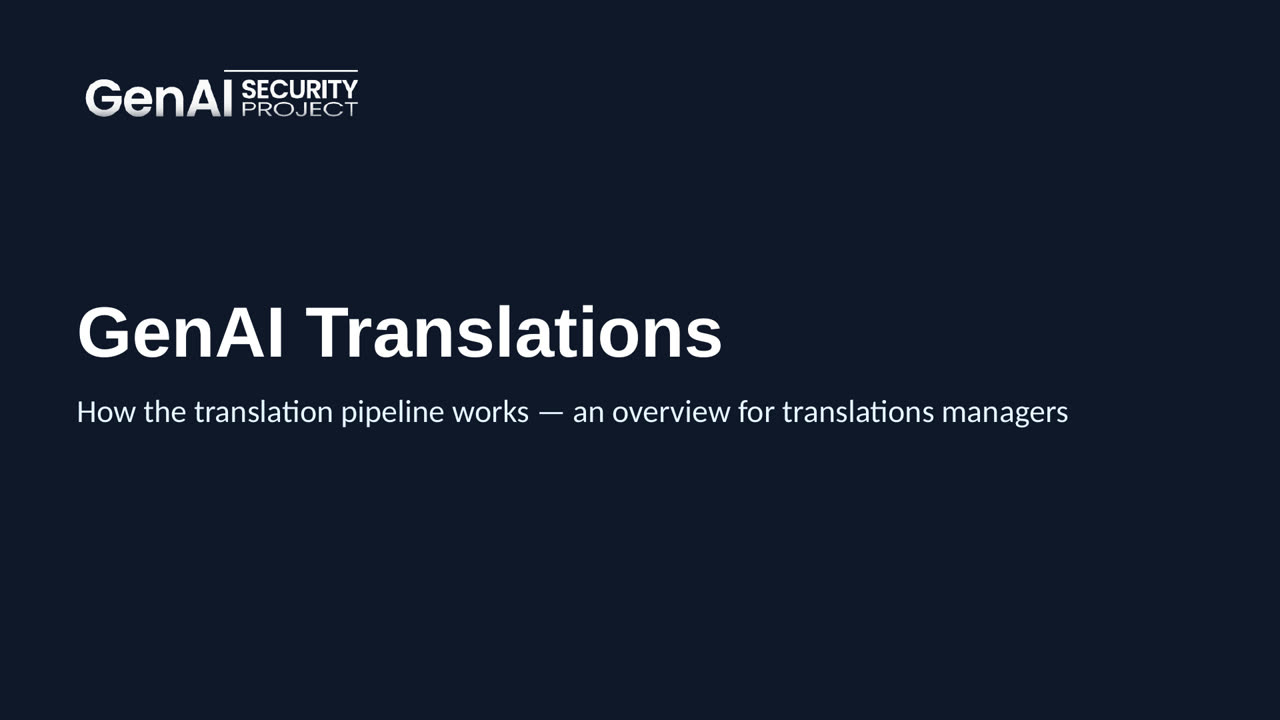 GenAI SECURITY PROJECT
GenAI Translations
How the translation pipeline works — an overview for translations managers